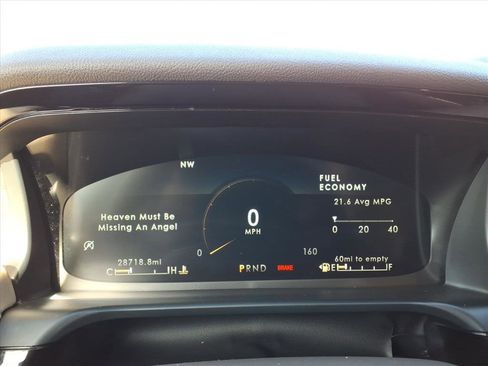 NW
FUEL
ECONOMY
21.6 Avg MPG
0 20 40
Heaven Must Be
Missing An Angel
0
MPH
0 160
28718.8mi
C H
PRND
BRAKE
60mi to empty
E F